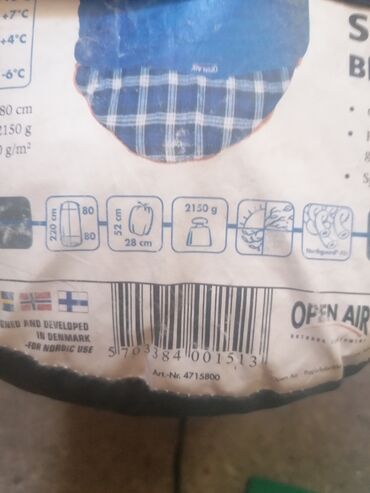 +7°C
+4°C
-6°C
80 cm
2150 g
g/m²
S
220 cm
80
80
52 cm
28 cm
2150 g
OPEN AIR
AND DEVELOPED
IN DENMARK
-FOR NORDIC USE
5 703384 001513
Art.-Nr. 4715800